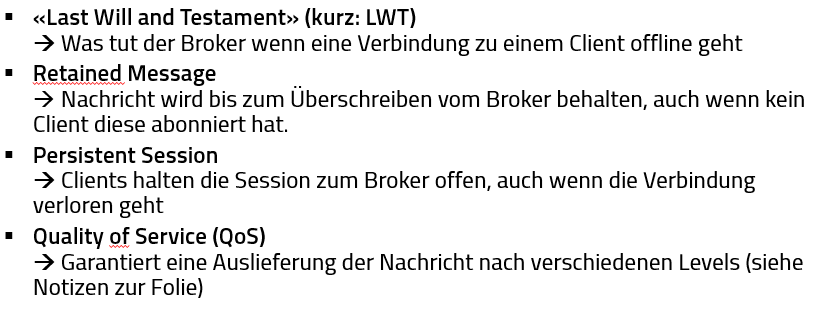 ▪ «Last Will and Testament» (kurz: LWT)
→ Was tut der Broker wenn eine Verbindung zu einem Client offline geht
▪ Retained Message
→ Nachricht wird bis zum Überschreiben vom Broker behalten, auch wenn kein
Client diese abonniert hat.
▪ Persistent Session
→ Clients halten die Session zum Broker offen, auch wenn die Verbindung
verloren geht
▪ Quality of Service (QoS)
→ Garantiert eine Auslieferung der Nachricht nach verschiedenen Levels (siehe
Notizen zur Folie)